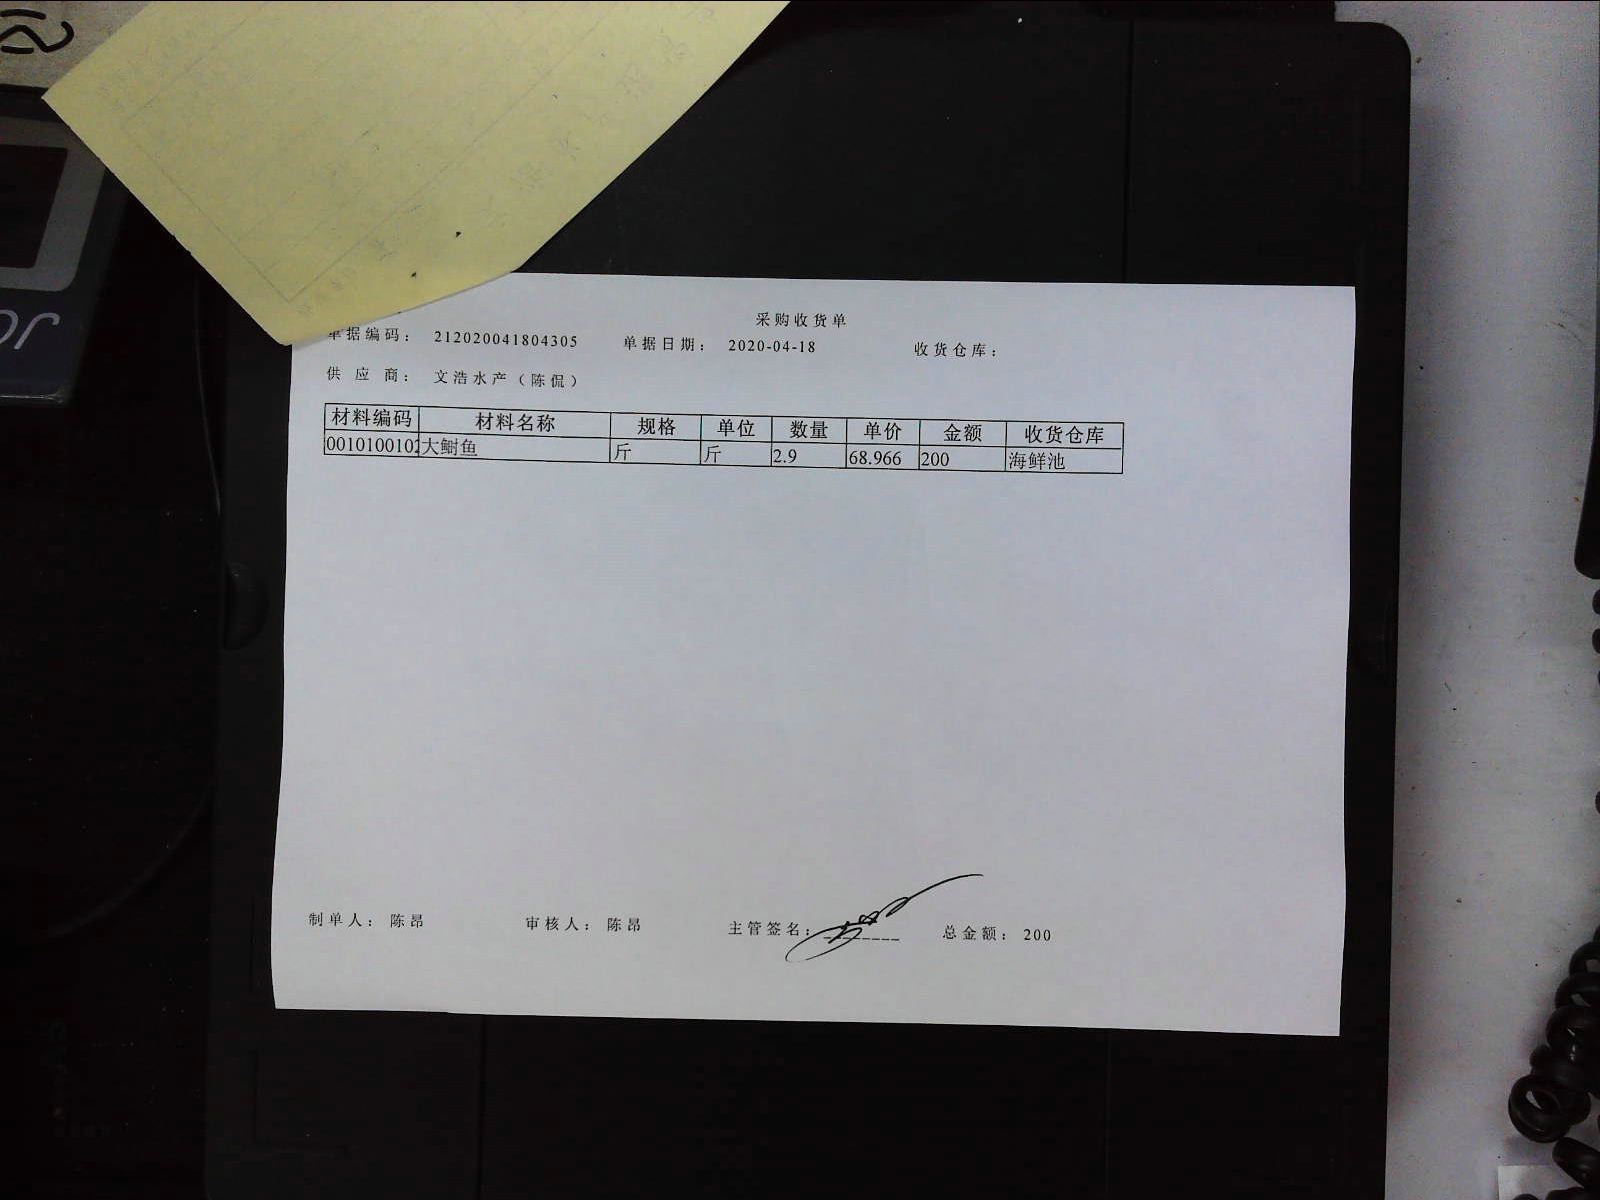 采购收货单
单据编码： 212020041804305 单据日期： 2020-04-18 收货仓库：
供 应 商： 文浩水产（陈侃）
材料编码 材料名称 规格 单位 数量 单价 金额 收货仓库
0010100102 大鲥鱼 斤 斤 2.9 68.966 200 海鲜池
制单人： 陈昂 审核人： 陈昂 主管签名： 总金额： 200